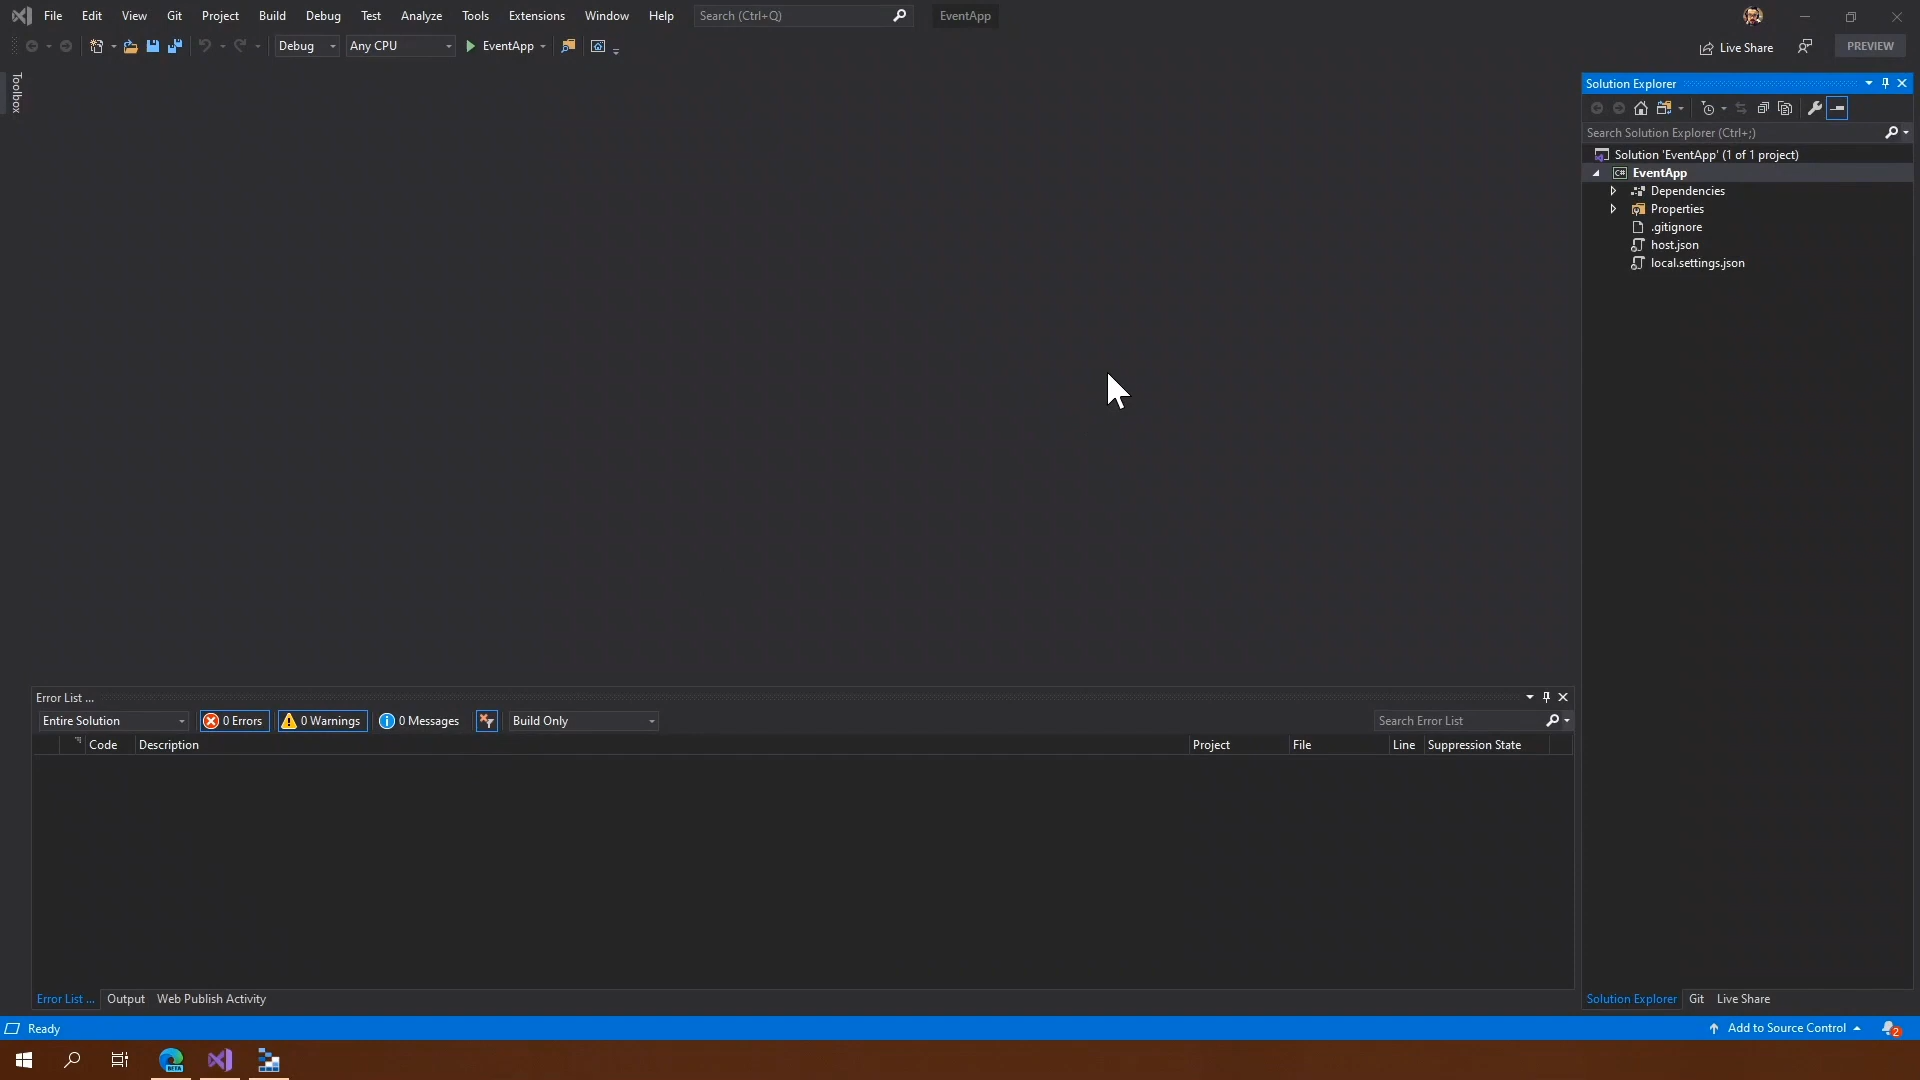 File Edit View Git Project Build Debug Test Analyze Tools Extensions Window Help Search (Ctrl+Q) EventApp
Debug Any CPU EventApp Live Share PREVIEW
Toolbox
Solution Explorer
Search Solution Explorer (Ctrl+;)
Solution 'EventApp' (1 of 1 project)
C# EventApp
Dependencies
Properties
.gitignore
host.json
local.settings.json
Error List ...
Entire Solution 0 Errors 0 Warnings 0 Messages Build Only Search Error List
Code Description Project File Line Suppression State
Error List ... Output Web Publish Activity
Solution Explorer Git Live Share
Ready Add to Source Control 2
BETA